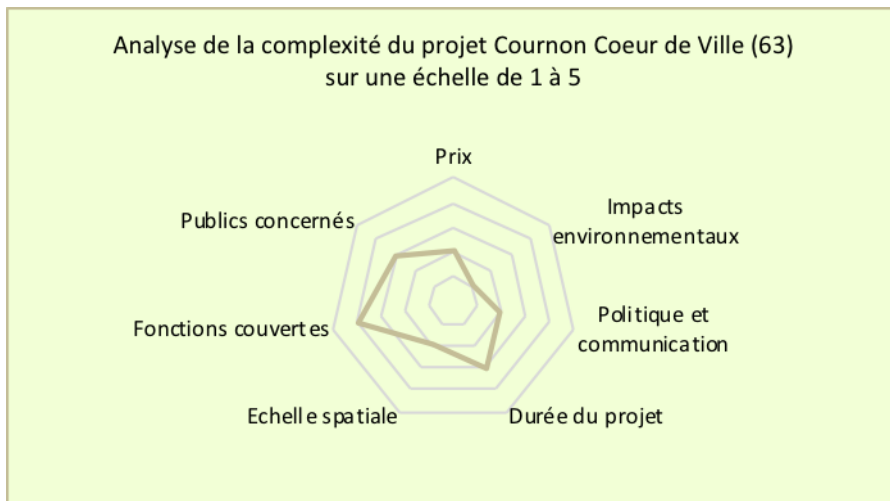 Analyse de la complexité du projet Cournon Coeur de Ville (63)
sur une échelle de 1 à 5
Prix
Impacts
environnementaux
Politique et
communication
Durée du projet
Echelle spatiale
Fonctions couvertes
Publics concernés